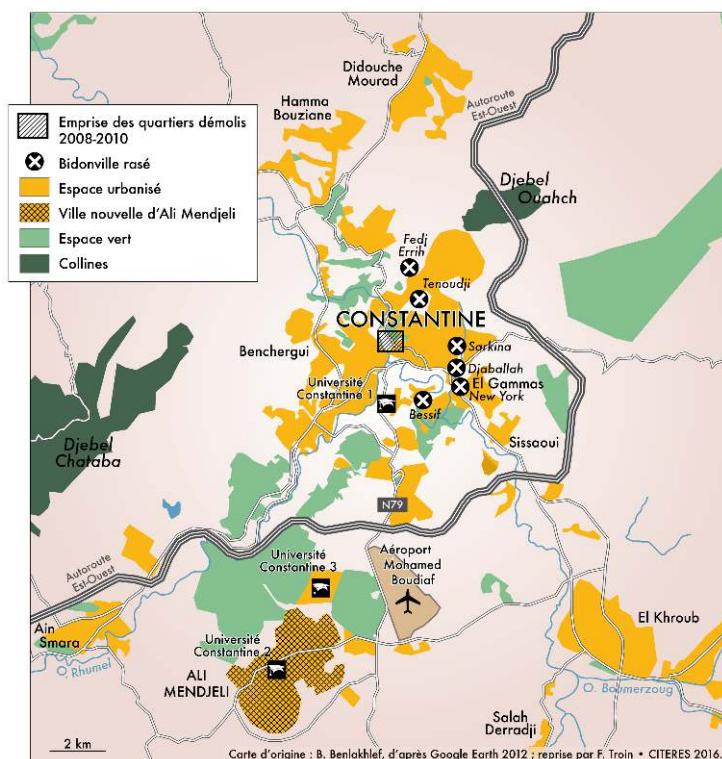 Didouche
Mourad
Hamma
Bouziane
Autoroute
Est-Ouest
Emprise des quartiers démolis
2008-2010
Bidonville rasé
Espace urbanisé
Ville nouvelle d'Ali Mendjeli
Espace vert
Collines
Djebel
Ouahch
Fedj
Errih
Tenoudji
CONSTANTINE
Benchergui
Sarkina
Djaballah
Université
Constantine 1
El Gammas
New York
Bessif
Sissaoui
Djebel
Chataba
N79
Autoroute
Est-Ouest
Université
Constantine 3
Aéroport
Mohamed
Boudiaf
Ain
Smara
O. Rhumel
Université
Constantine 2
ALI
MENDJELI
El Khroub
O. Boumerzoug
Salah
Derradji
2 km
Carte d'origine : B. Benlakhlef, d'après Google Earth 2012 ; reprise par F. Troin • CITERES 2016.